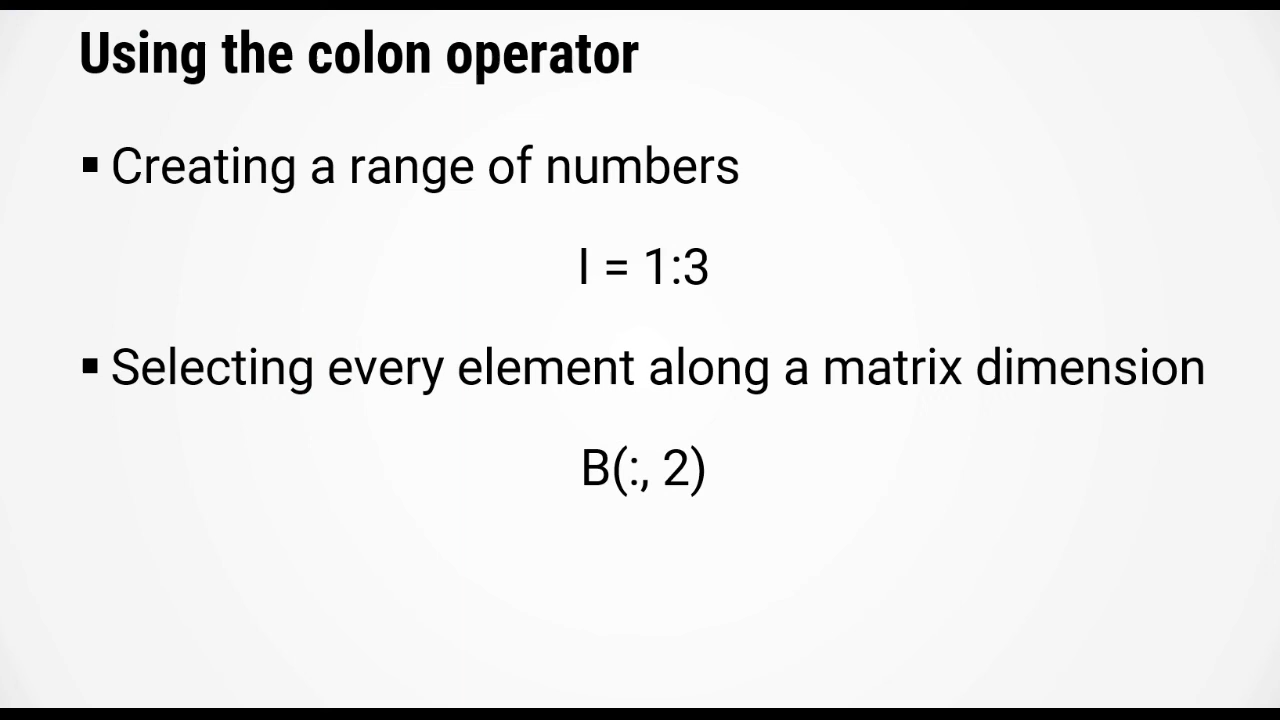 Using the colon operator
▪ Creating a range of numbers
I = 1:3
▪ Selecting every element along a matrix dimension
B(:, 2)